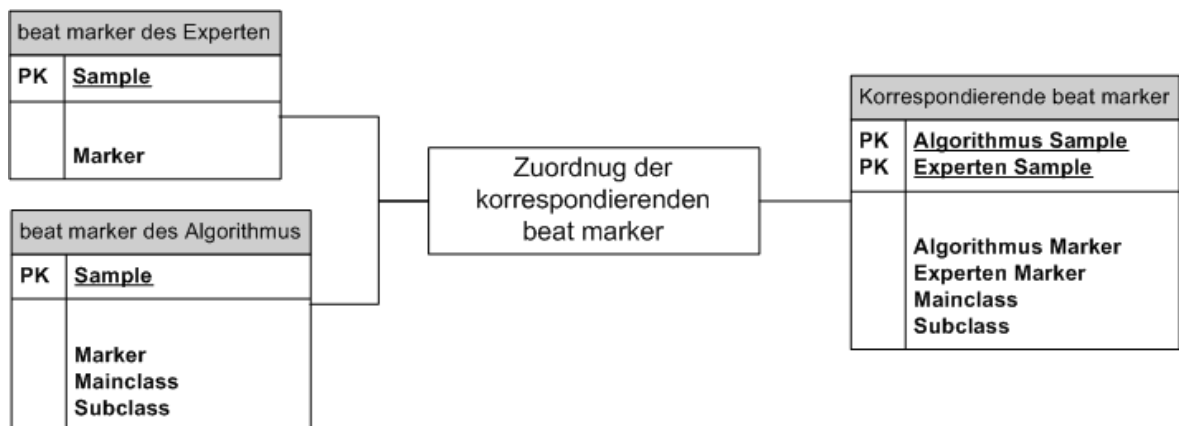 beat marker des Experten
PK Sample
Marker
beat marker des Algorithmus
PK Sample
Marker
Mainclass
Subclass
Zuordnug der
korrespondierenden
beat marker
Korrespondierende beat marker
PK Algorithmus Sample
PK Experten Sample
Algorithmus Marker
Experten Marker
Mainclass
Subclass